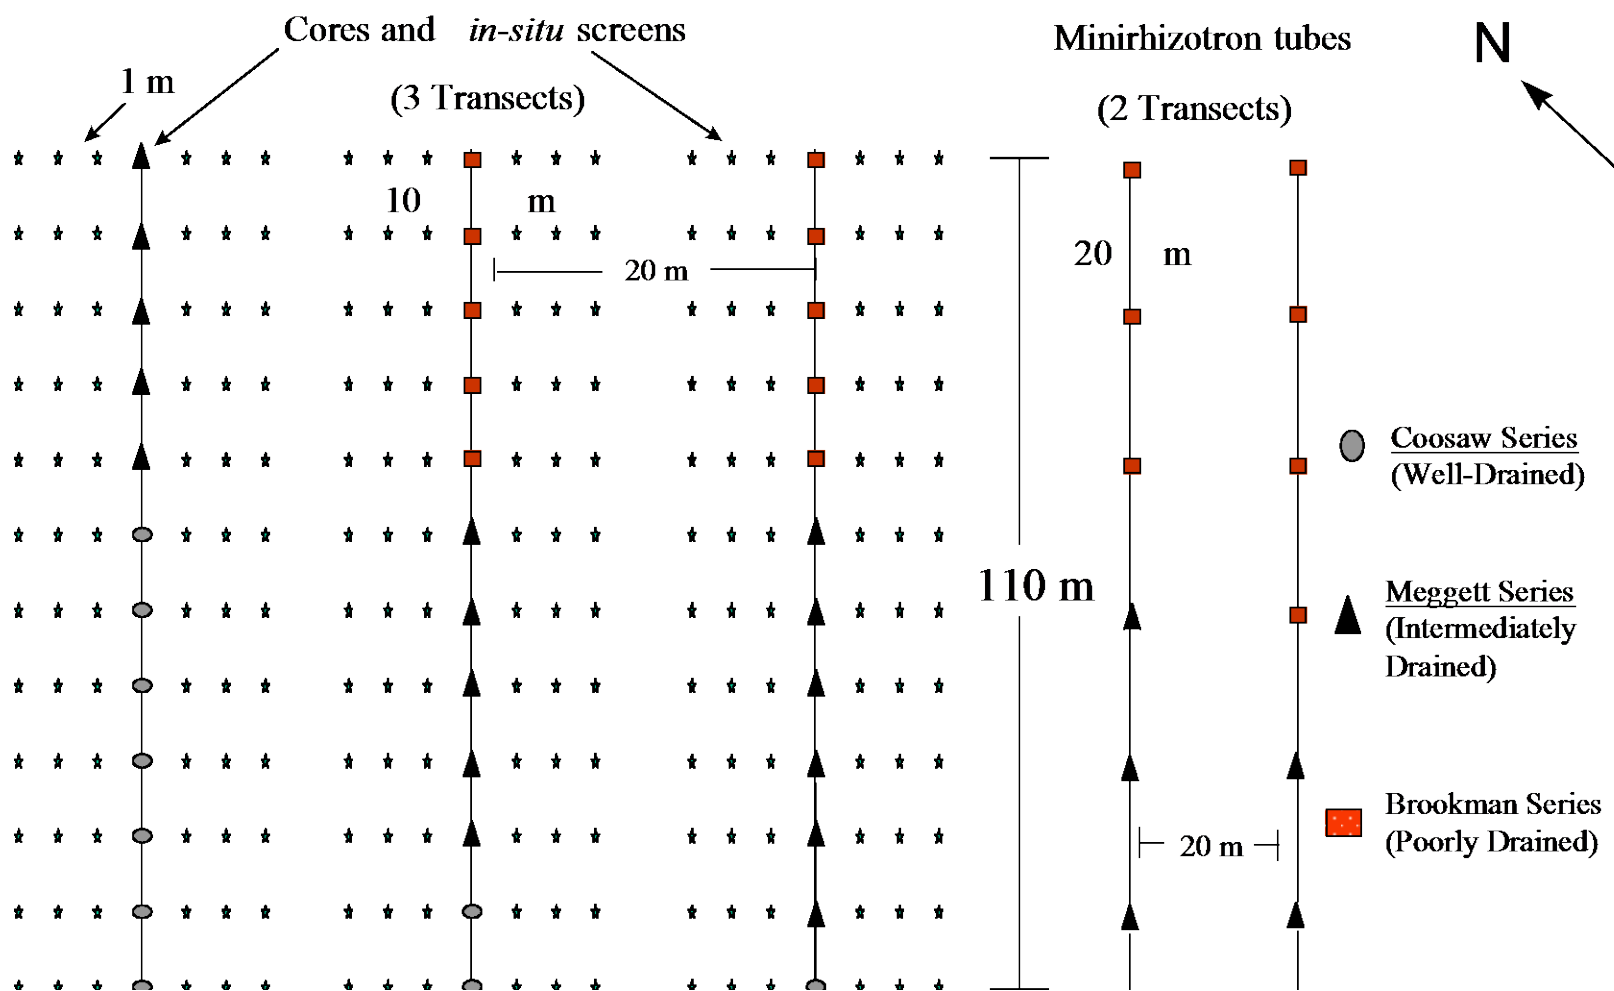 Cores and in-situ screens
(3 Transects)
1 m
10 m
20 m
110 m
Minirhizotron tubes
(2 Transects)
N
20 m
20 m
Coosaw Series
(Well-Drained)
Meggett Series
(Intermediately
Drained)
Brookman Series
(Poorly Drained)